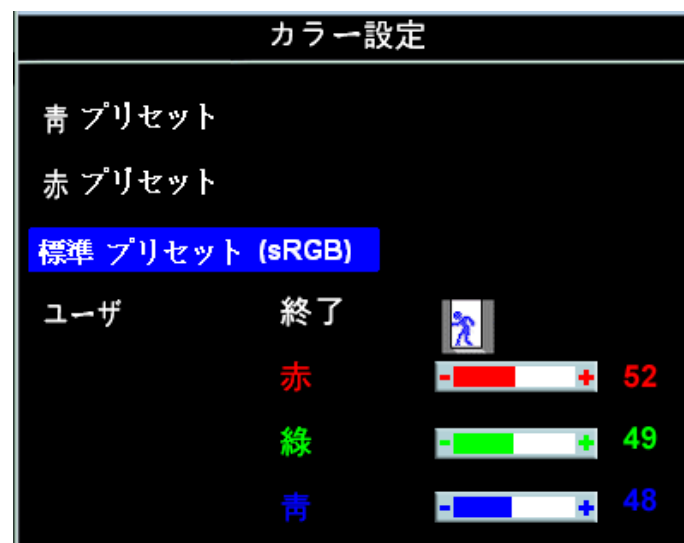 カラー設定
青 プリセット
赤 プリセット
標準 プリセット (sRGB)
ユーザ 終了
赤 - + 52
綠 - + 49
青 - + 48